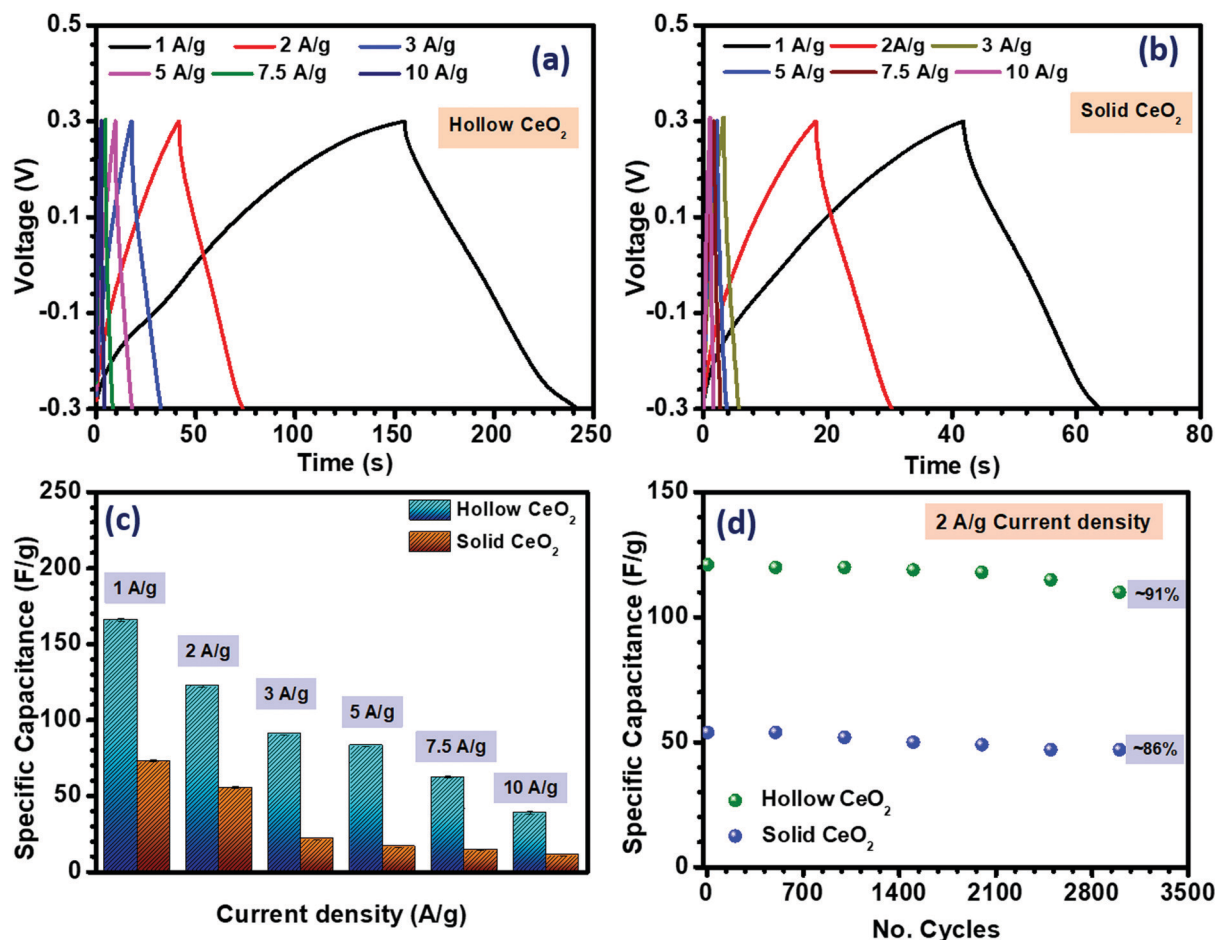 0.5
0.3
0.1
-0.1
-0.3
Voltage (V)
1 A/g 2 A/g 3 A/g
5 A/g 7.5 A/g 10 A/g
(a)
Hollow CeO₂
0 50 100 150 200 250
Time (s)
0.5
0.3
0.1
-0.1
-0.3
Voltage (V)
1 A/g 2A/g 3 A/g
5 A/g 7.5 A/g 10 A/g
(b)
Solid CeO₂
0 20 40 60 80
Time (s)
250
200
150
100
50
0
Specific Capacitance (F/g)
(c)
Hollow CeO₂
Solid CeO₂
1 A/g
2 A/g
3 A/g
5 A/g
7.5 A/g
10 A/g
Current density (A/g)
150
100
50
0
Specific Capacitance (F/g)
(d)
2 A/g Current density
~91%
~86%
Hollow CeO₂
Solid CeO₂
0 700 1400 2100 2800 3500
No. Cycles